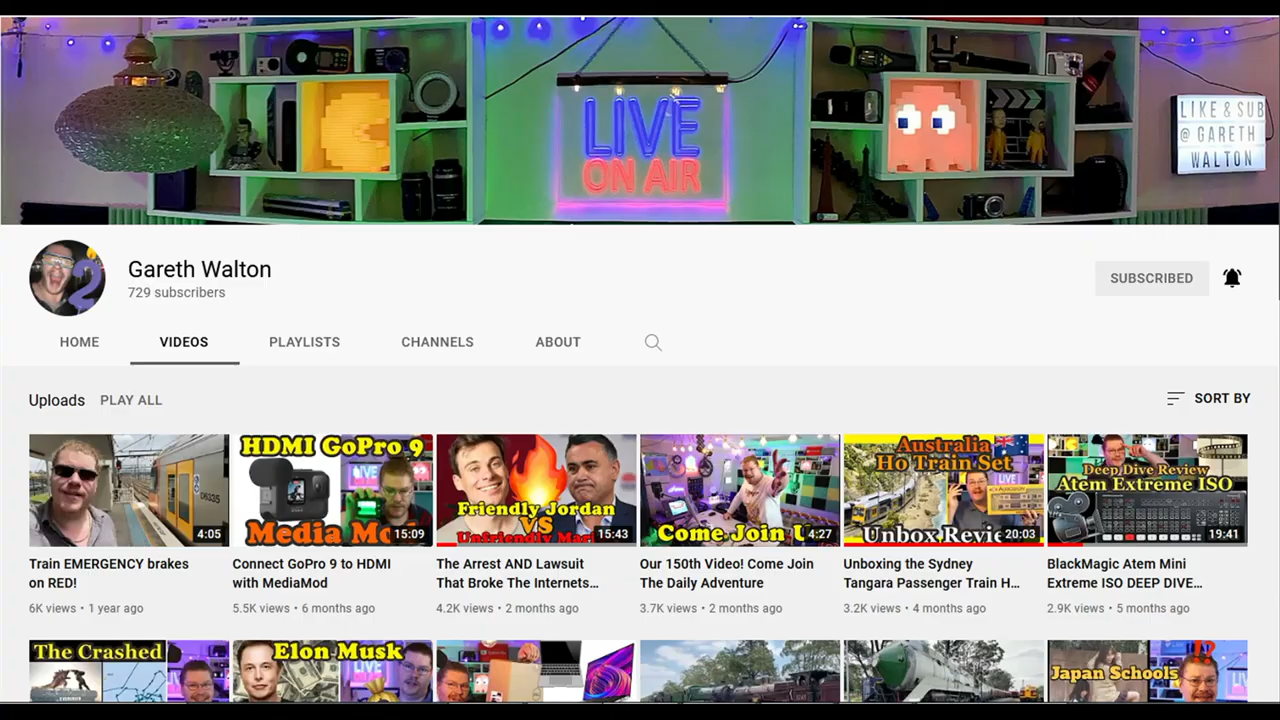 LIVE
ON AIR
LIKE & SUB
@ GARETH
WALTON
2
Gareth Walton
729 subscribers
SUBSCRIBED
HOME
VIDEOS
PLAYLISTS
CHANNELS
ABOUT
Uploads
PLAY ALL
SORT BY
4:05
HDMI GoPro 9
Media Mo
15:09
Friendly Jordan
VS
Unfriendly Mar
15:43
Come Join U
4:27
Australia
Ho Train Set
Unbox Revie
20:03
Deep Dive Review
Atem Extreme ISO
19:41
Train EMERGENCY brakes
on RED!
6K views • 1 year ago
Connect GoPro 9 to HDMI
with MediaMod
5.5K views • 6 months ago
The Arrest AND Lawsuit
That Broke The Internets...
4.2K views • 2 months ago
Our 150th Video! Come Join
The Daily Adventure
3.7K views • 2 months ago
Unboxing the Sydney
Tangara Passenger Train H...
3.2K views • 4 months ago
BlackMagic Atem Mini
Extreme ISO DEEP DIVE...
2.9K views • 5 months ago
The Crashed
Elon Musk
Japan Schools
!?